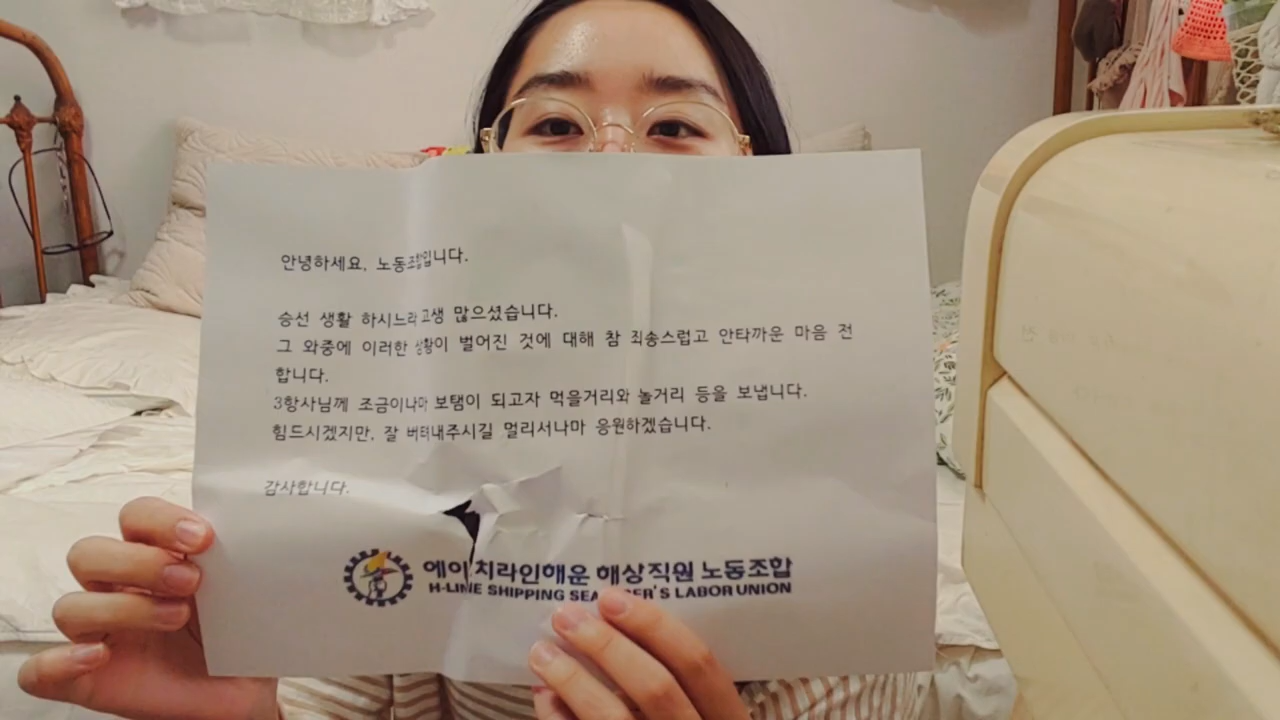 안녕하세요, 노동조합입니다.
승선 생활 하시느라 고생 많으셨습니다.
그 와중에 이러한 상황이 벌어진 것에 대해 참 죄송스럽고 안타까운 마음 전
합니다.
3항사님께 조금이나마 보탬이 되고자 먹을거리와 놀거리 등을 보냅니다.
힘드시겠지만, 잘 버텨내주시길 멀리서나마 응원하겠습니다.
감사합니다.
에이치라인해운 해상직원 노동조합
H-LINE SHIPPING LABOR UNION